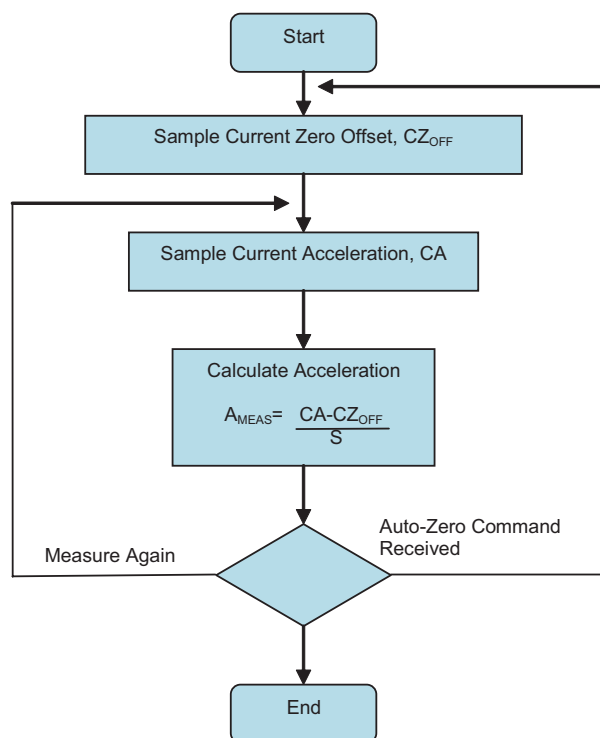 Start
Sample Current Zero Offset, CZOFF
Sample Current Acceleration, CA
Calculate Acceleration
AMEAS= CA-CZOFF
S
Auto-Zero Command
Received
Measure Again
End